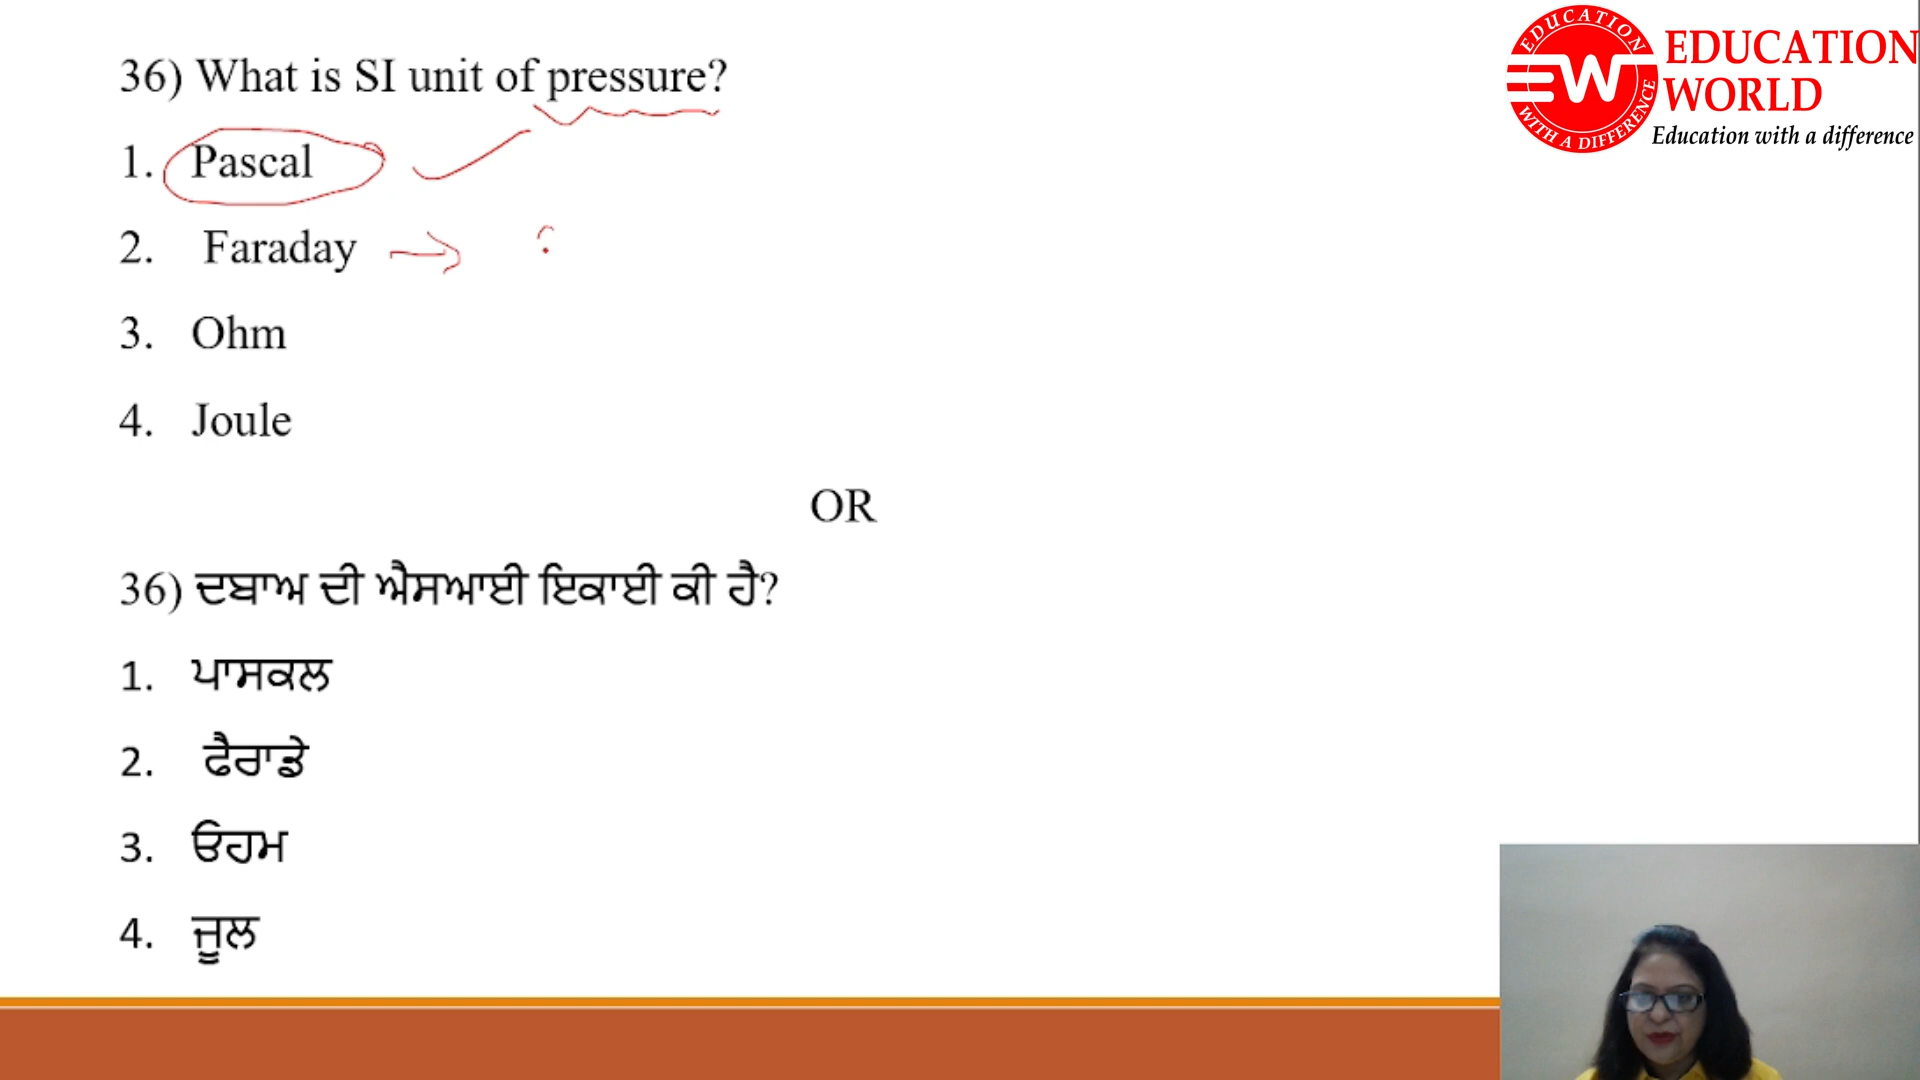 36) What is SI unit of pressure?
1. Pascal
2. Faraday → ?
3. Ohm
4. Joule
OR
36) ਦਬਾਅ ਦੀ ਐਸਆਈ ਇਕਾਈ ਕੀ ਹੈ?
1. ਪਾਸਕਲ
2. ਫੈਰਾਡੇ
3. ਓਹਮ
4. ਜੂਲ
EDUCATION
EW
WITH A DIFFERENCE
EDUCATION
WORLD
Education with a difference